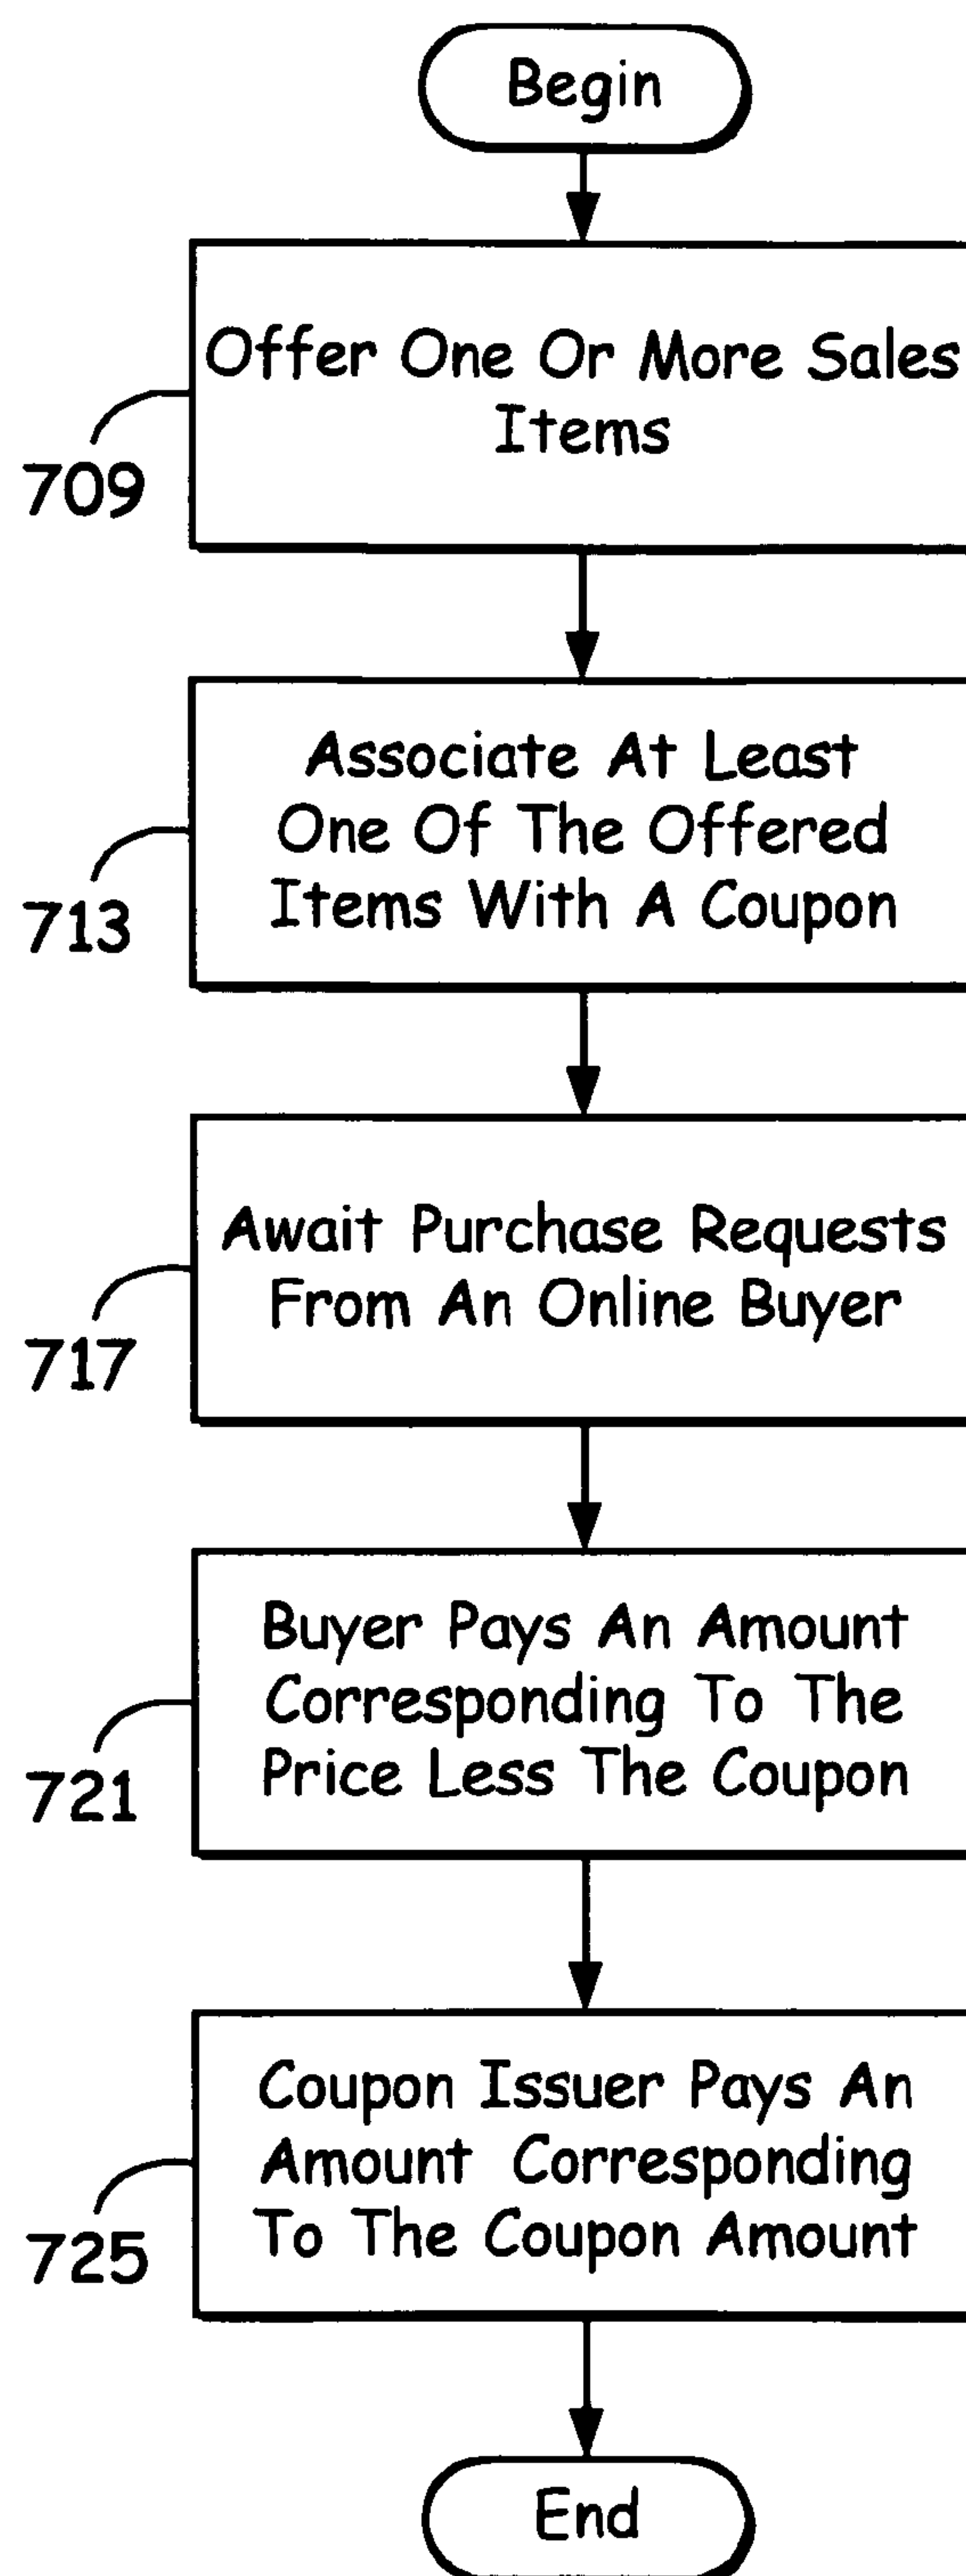 Begin
Offer One Or More Sales
Items
709
Associate At Least
One Of The Offered
Items With A Coupon
713
Await Purchase Requests
From An Online Buyer
717
Buyer Pays An Amount
Corresponding To The
Price Less The Coupon
721
Coupon Issuer Pays An
Amount Corresponding
To The Coupon Amount
725
End